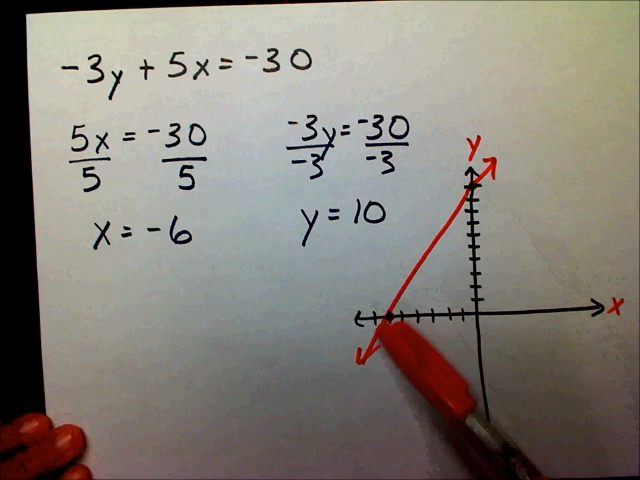 -3y + 5x = -30
5x = -30
5 5
x = -6
-3y = -30
-3 -3
y = 10
y
x